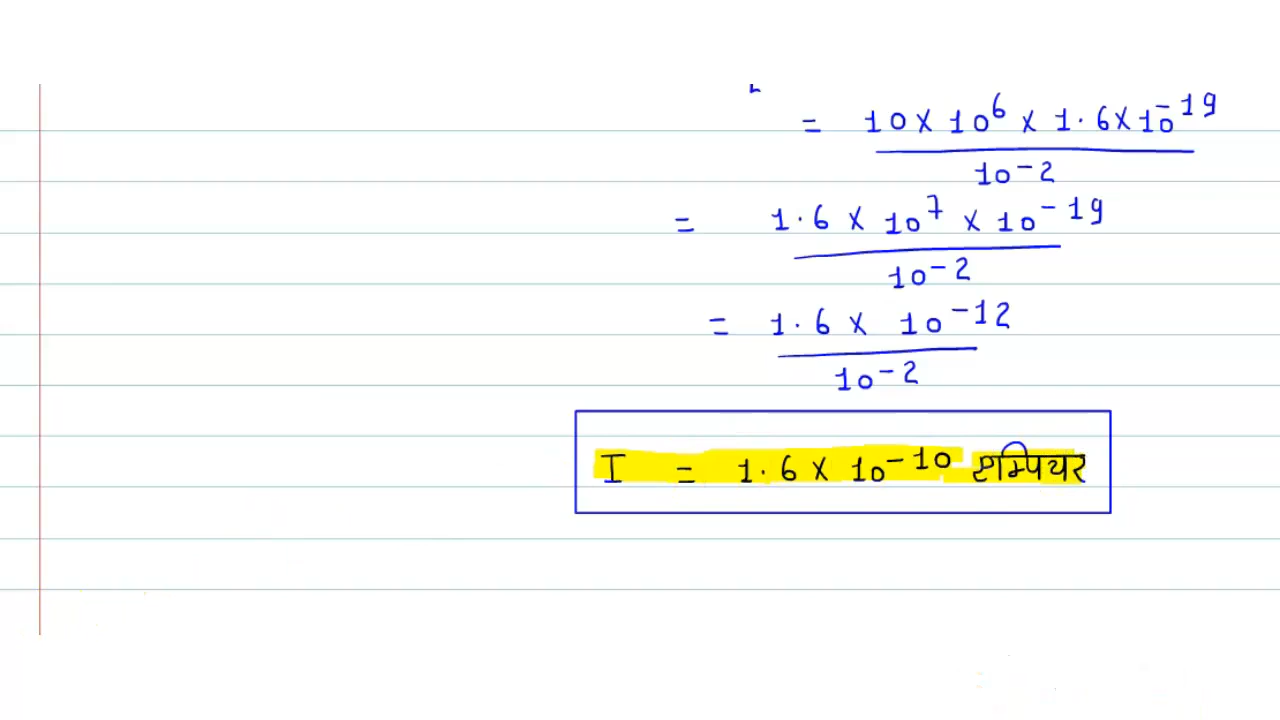 = 10 × 10^6 × 1.6 × 10^-19
10^-2
= 1.6 × 10^7 × 10^-19
10^-2
= 1.6 × 10^-12
10^-2
I = 1.6 × 10^-10 एम्पियर